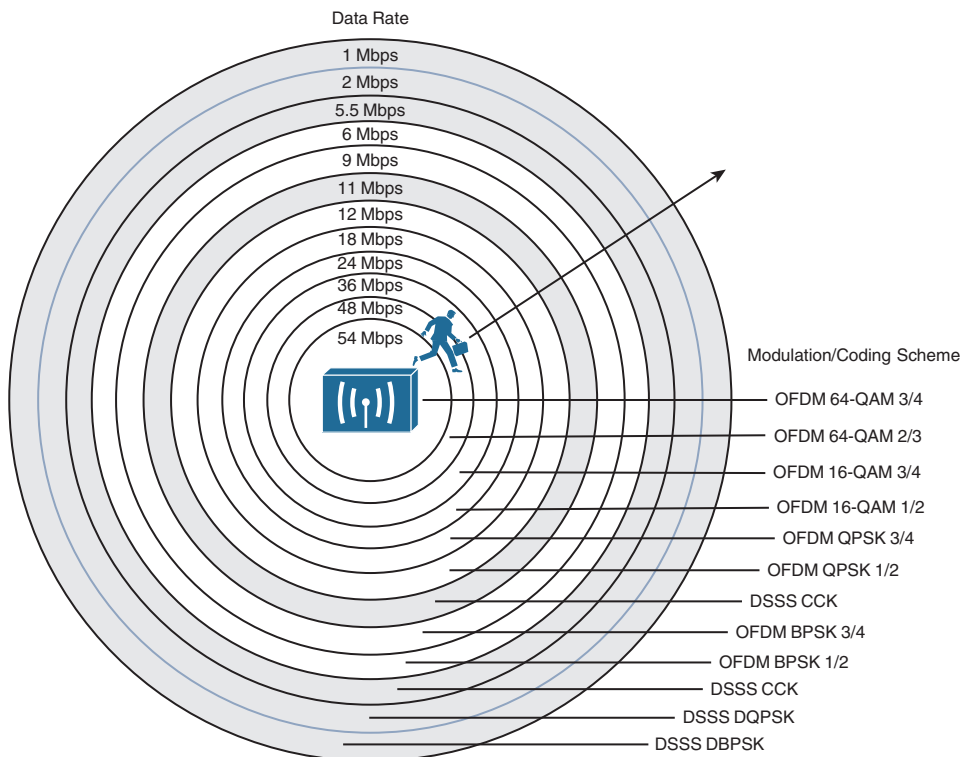 Data Rate
1 Mbps
2 Mbps
5.5 Mbps
6 Mbps
9 Mbps
11 Mbps
12 Mbps
18 Mbps
24 Mbps
36 Mbps
48 Mbps
54 Mbps
Modulation/Coding Scheme
OFDM 64-QAM 3/4
OFDM 64-QAM 2/3
OFDM 16-QAM 3/4
OFDM 16-QAM 1/2
OFDM QPSK 3/4
OFDM QPSK 1/2
DSSS CCK
OFDM BPSK 3/4
OFDM BPSK 1/2
DSSS CCK
DSSS DQPSK
DSSS DBPSK